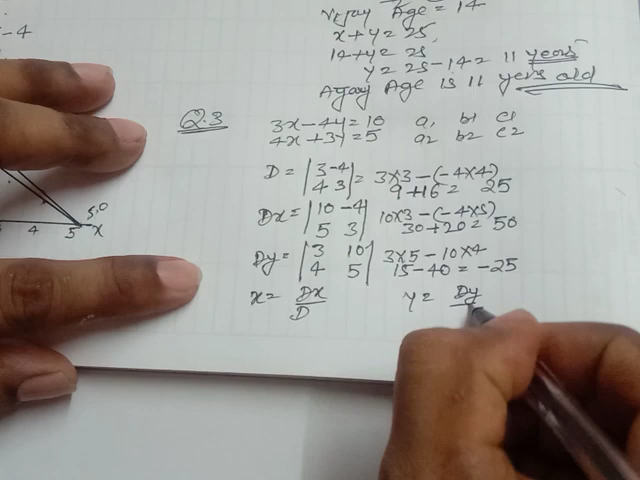 -4
Age = 14
x + y = 25,
14 + y = 25
y = 25 - 14 = 11 years
Age is 11 yers old
Q.3
3x - 4y = 10 a1 b1 c1
4x + 3y = 5 a2 b2 c2
D = | 3 -4 | = 3x3 - (-4x4)
4 3 9 + 16 = 25
Dx = | 10 -4 | 10x3 - (-4x5)
5 3 30 + 20 = 50
Dy = | 3 10 | 3x5 - 10x4
4 5 15 - 40 = -25
x = Dx y = Dy
D
5,0
4 5 x